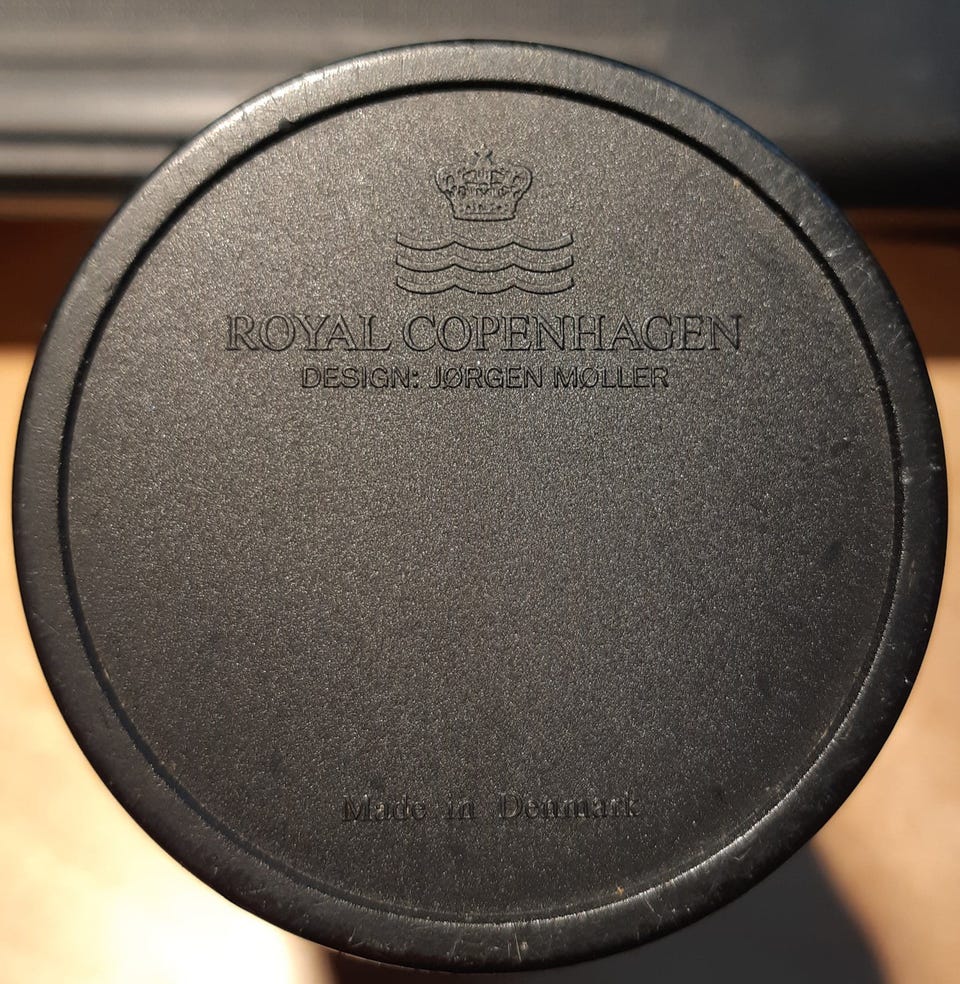 ROYAL COPENHAGEN
DESIGN: JØRGEN MØLLER
Made in Denmark